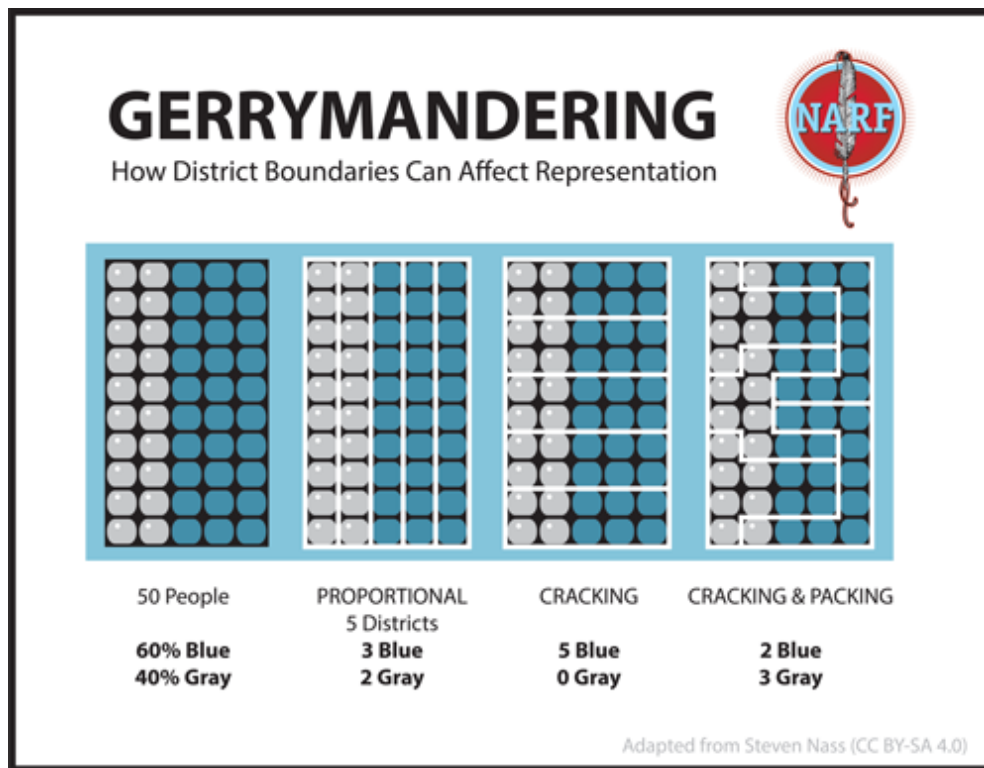 GERRYMANDERING
How District Boundaries Can Affect Representation
NARF
50 People
60% Blue
40% Gray
PROPORTIONAL
5 Districts
3 Blue
2 Gray
CRACKING
5 Blue
0 Gray
CRACKING & PACKING
2 Blue
3 Gray
Adapted from Steven Nass (CC BY-SA 4.0)